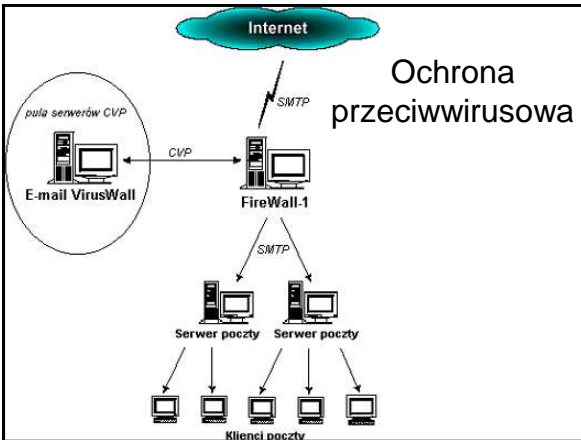 Internet
Ochrona
przeciwwirusowa
SMTP
pula serwerów CVP
CVP
E-mail VirusWall
FireWall-1
SMTP
Serwer poczty Serwer poczty
Klienci poczty